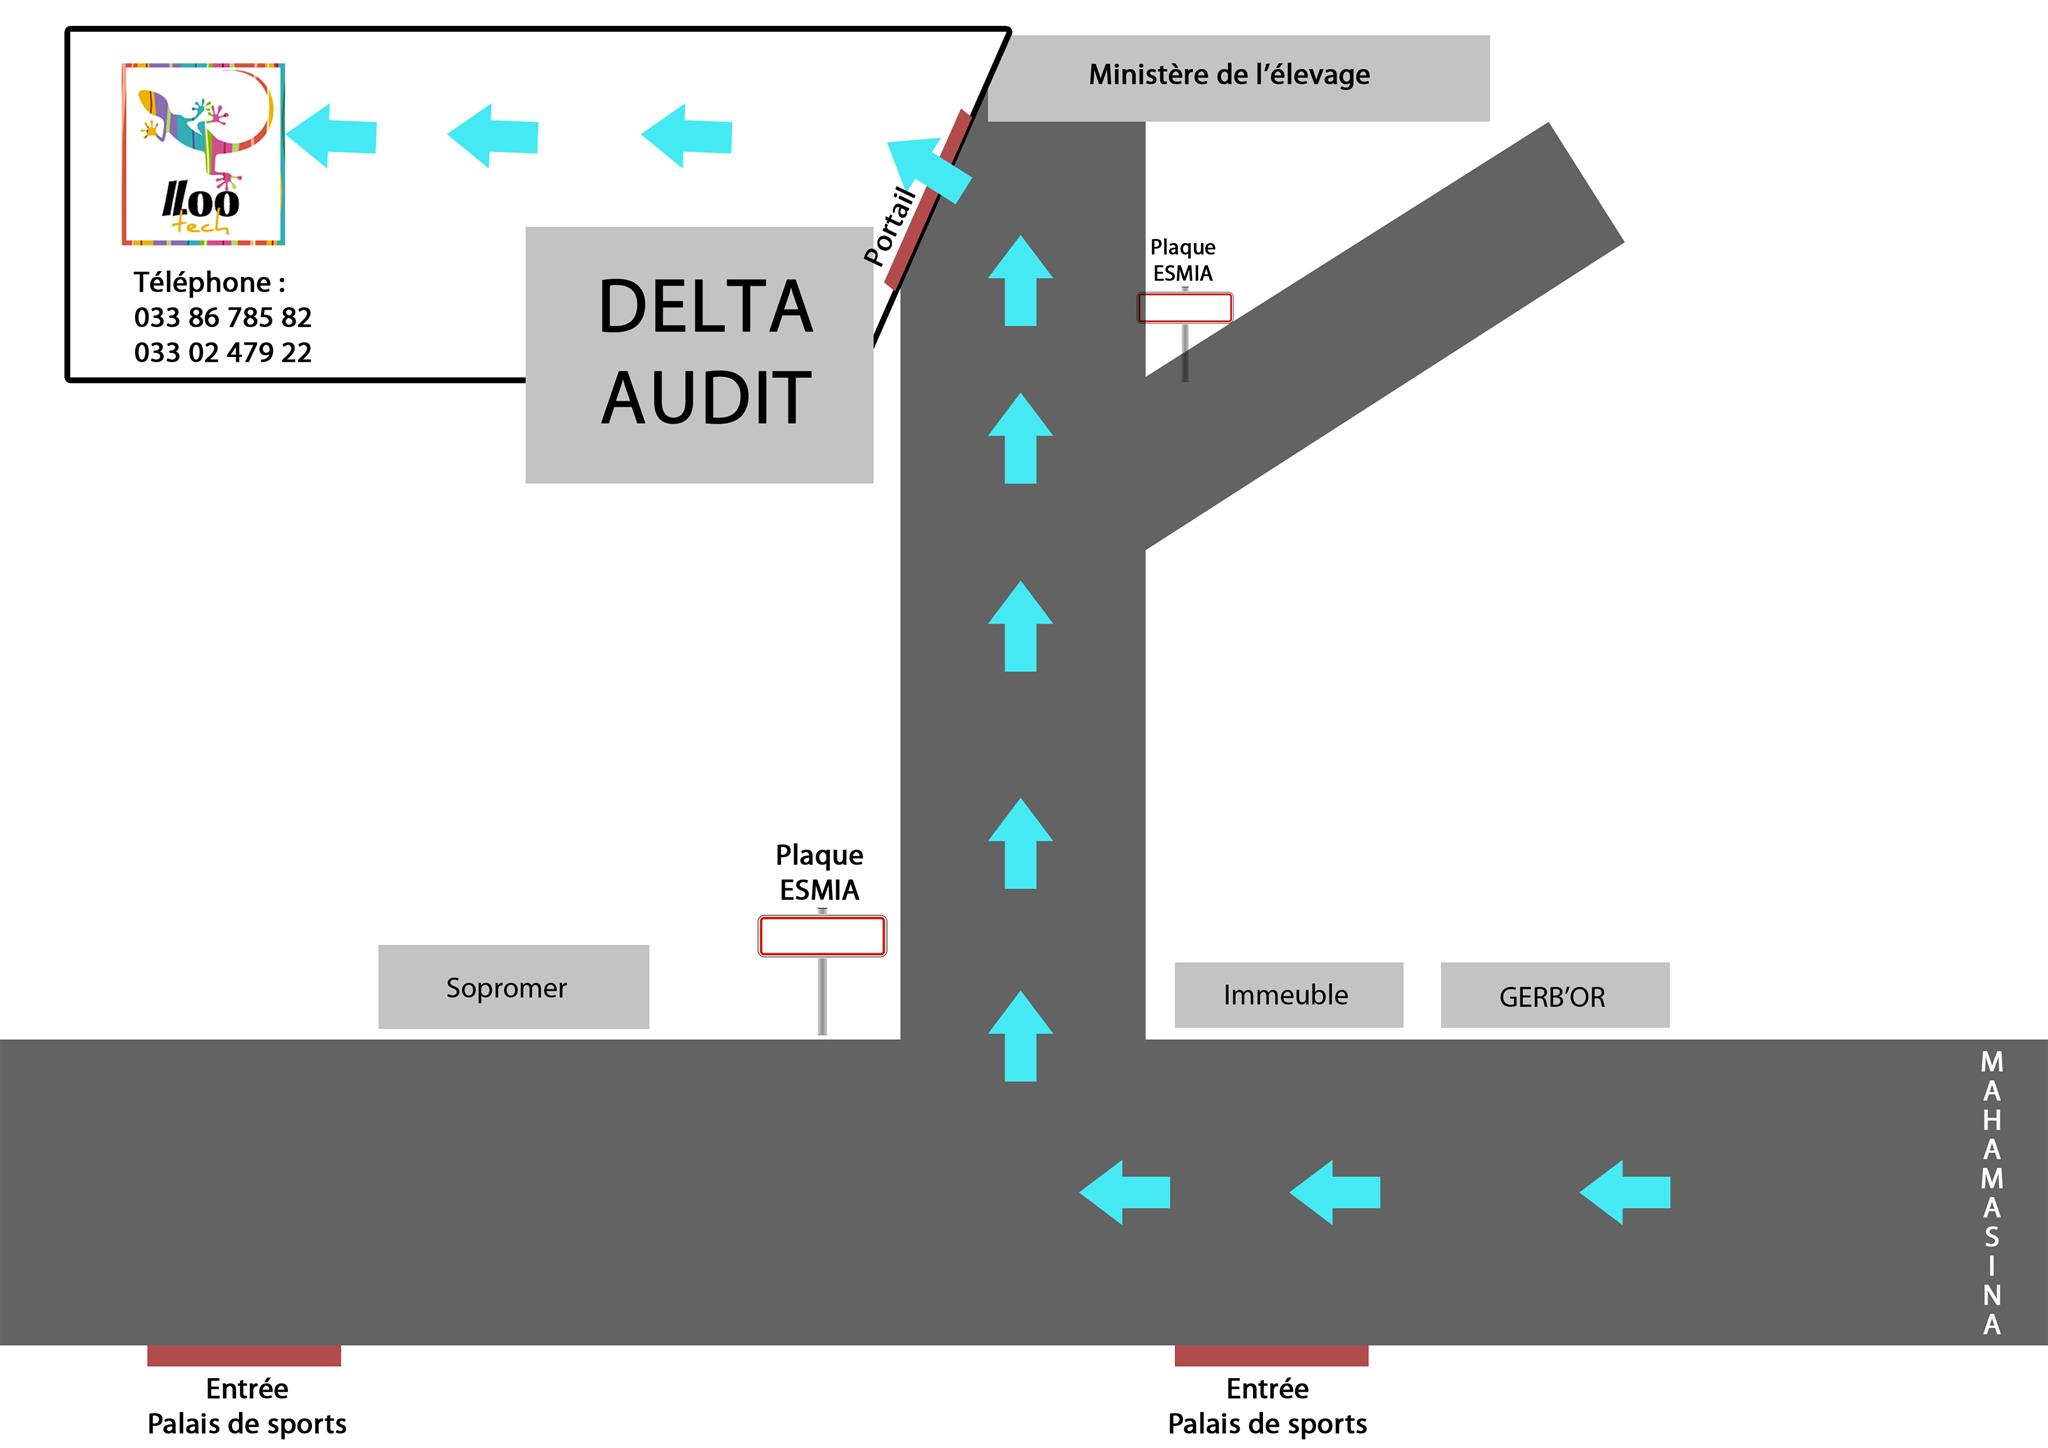 Ministère de l'élevage
ILoo
tech
Téléphone :
033 86 785 82
033 02 479 22
Portail
DELTA
AUDIT
Plaque
ESMIA
Plaque
ESMIA
Sopromer
Immeuble
GERB'OR
MAHAMASINA
Entrée
Palais de sports
Entrée
Palais de sports